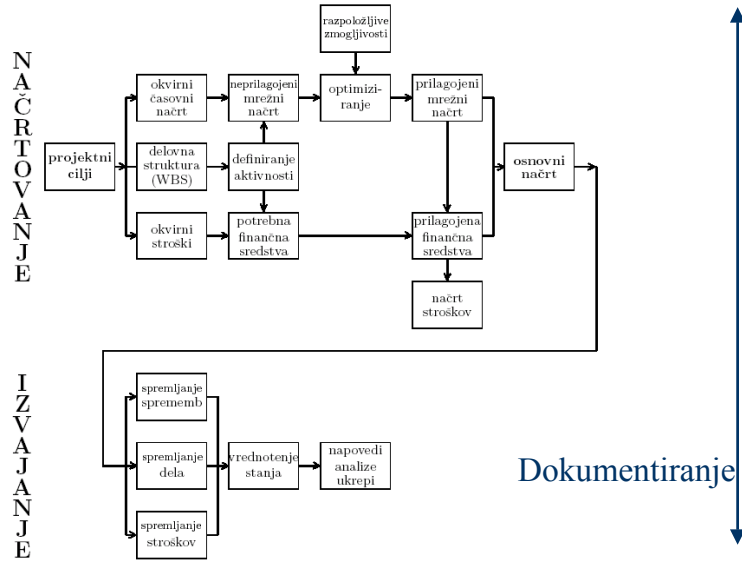 NAČRTOVANJE
razpoložljive
zmogljivosti
okvirni
časovni
načrt
neprilagojeni
mrežni
načrt
optimizi-
ranje
prilagojeni
mrežni
načrt
projektni
cilji
delovna
struktura
(WBS)
definiranje
aktivnosti
osnovni
načrt
okvirni
stroški
potrebna
finančna
sredstva
prilagojena
finančna
sredstva
načrt
stroškov
IZVAJANJE
spremljanje
sprememb
spremljanje
dela
vrednotenje
stanja
napovedi
analize
ukrepi
spremljanje
stroškov
Dokumentiranje